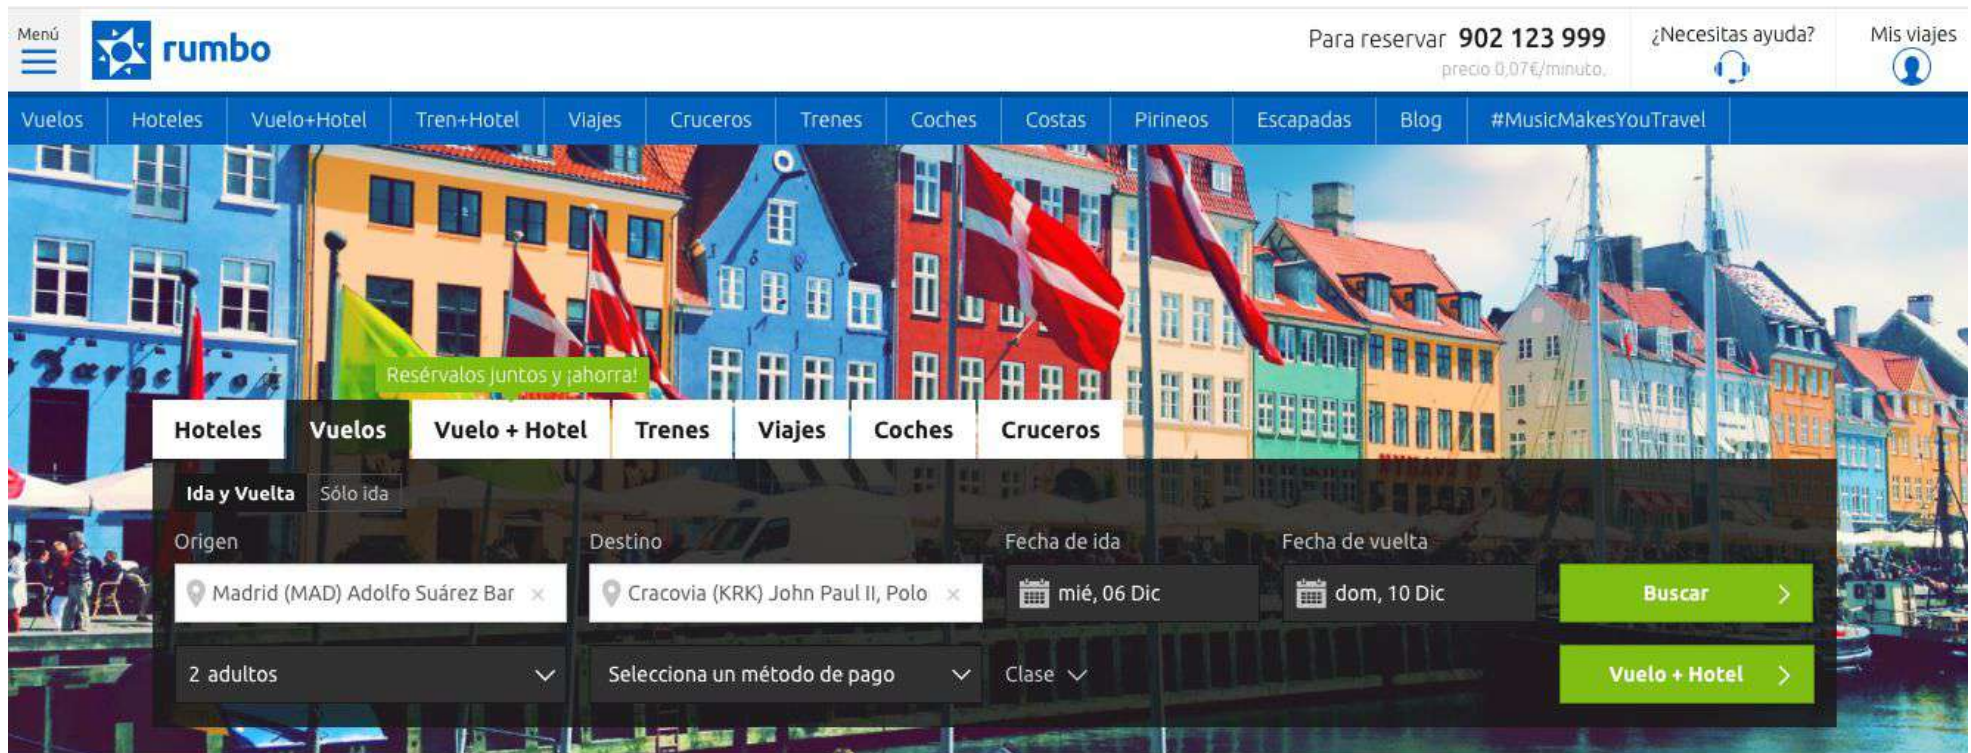 Menú
rumbo
Para reservar 902 123 999
precio 0,07€/minuto.
¿Necesitas ayuda?
Mis viajes
Vuelos Hoteles Vuelo+Hotel Tren+Hotel Viajes Cruceros Trenes Coches Costas Pirineos Escapadas Blog #MusicMakesYouTravel
Resérvalos juntos y ¡ahorra!
Hoteles Vuelos Vuelo + Hotel Trenes Viajes Coches Cruceros
Ida y Vuelta Sólo ida
Origen Destino Fecha de ida Fecha de vuelta
Madrid (MAD) Adolfo Suárez Bar × Cracovia (KRK) John Paul II, Polo × mié, 06 Dic dom, 10 Dic Buscar
2 adultos Selecciona un método de pago Clase Vuelo + Hotel